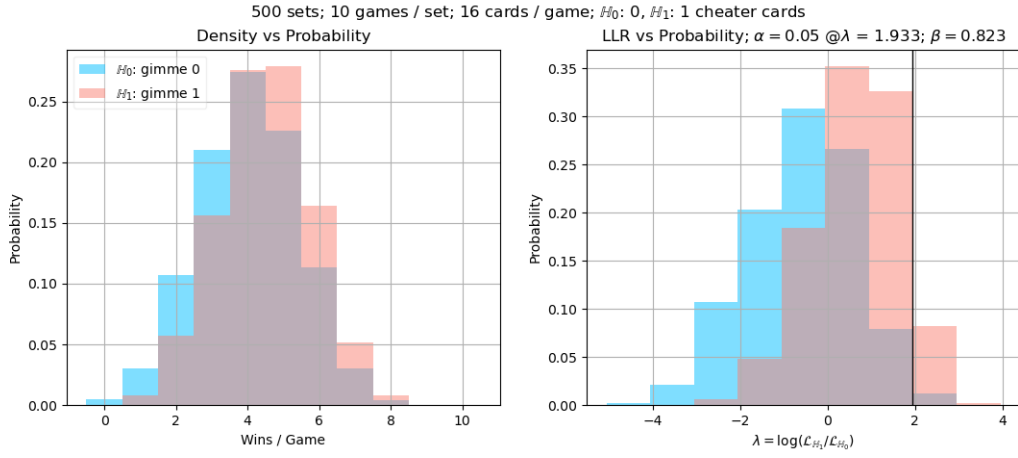 500 sets; 10 games / set; 16 cards / game; ℍ₀: 0, ℍ₁: 1 cheater cards
Density vs Probability
ℍ₀: gimme 0
ℍ₁: gimme 1
Probability
0.25
0.20
0.15
0.10
0.05
0.00
0 2 4 6 8 10
Wins / Game
LLR vs Probability; α = 0.05 @λ = 1.933; β = 0.823
Probability
0.35
0.30
0.25
0.20
0.15
0.10
0.05
0.00
−4 −2 0 2 4
λ = log(ℒ_ℍ₁/ℒ_ℍ₀)